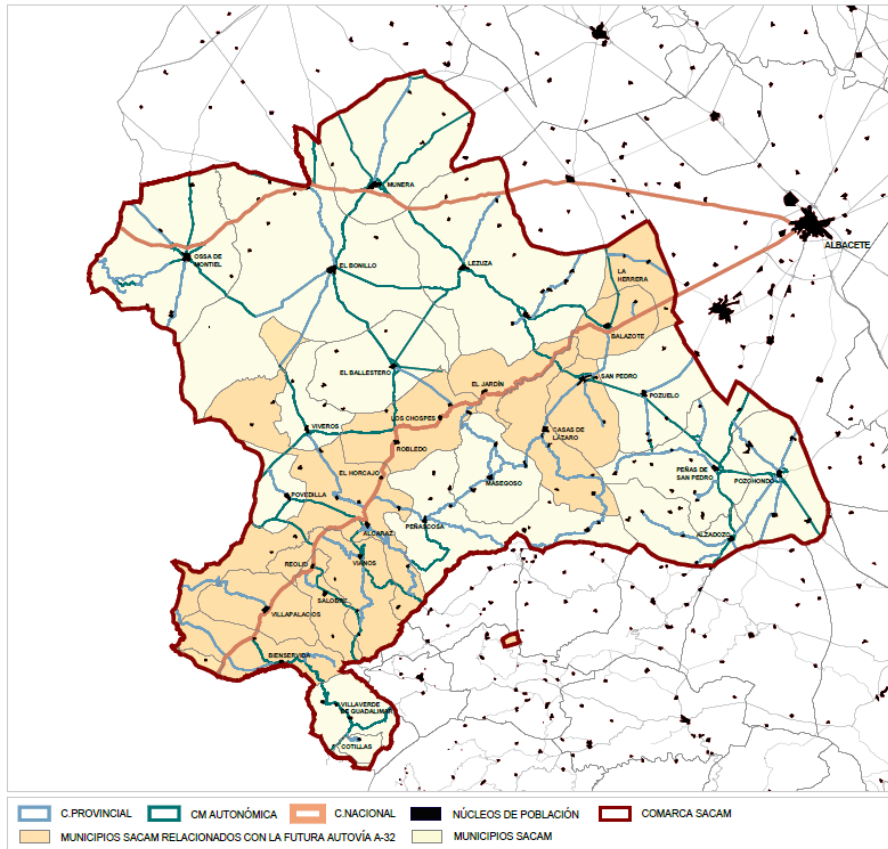 MUNERA
ALBACETE
OSSA DE
MONTIEL
EL BONILLO
LEZUZA
LA
HERRERA
BALAZOTE
EL BALLESTERO
SAN PEDRO
EL JARDÍN
POZUELO
LOS CHOSPES
VIVEROS
CASAS DE
LÁZARO
ROBLEDO
EL HORCAJO
MASEGOSO
PEÑAS DE
SAN PEDRO
POZOHONDO
POVEDILLA
PEÑASCOSA
ALCARAZ
ALZADOZO
VIANOS
REOLID
SALOBRE
VILLAPALACIOS
BIENSERVIDA
VILLAVERDE
DE GUADALIMAR
COTILLAS
C.PROVINCIAL CM AUTONÓMICA C.NACIONAL NÚCLEOS DE POBLACIÓN COMARCA SACAM
MUNICIPIOS SACAM RELACIONADOS CON LA FUTURA AUTOVÍA A-32 MUNICIPIOS SACAM